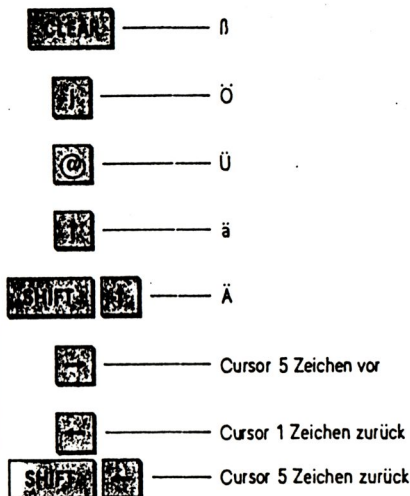 CLEAR ß
Ö
@ Ü
ä
SHIFT Ä
Cursor 5 Zeichen vor
Cursor 1 Zeichen zurück
SHIFT Cursor 5 Zeichen zurück